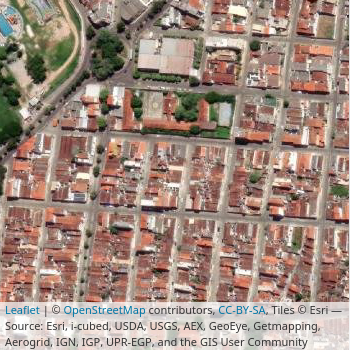 Leaflet | © OpenStreetMap contributors, CC-BY-SA, Tiles © Esri —
Source: Esri, i-cubed, USDA, USGS, AEX, GeoEye, Getmapping,
Aerogrid, IGN, IGP, UPR-EGP, and the GIS User Community